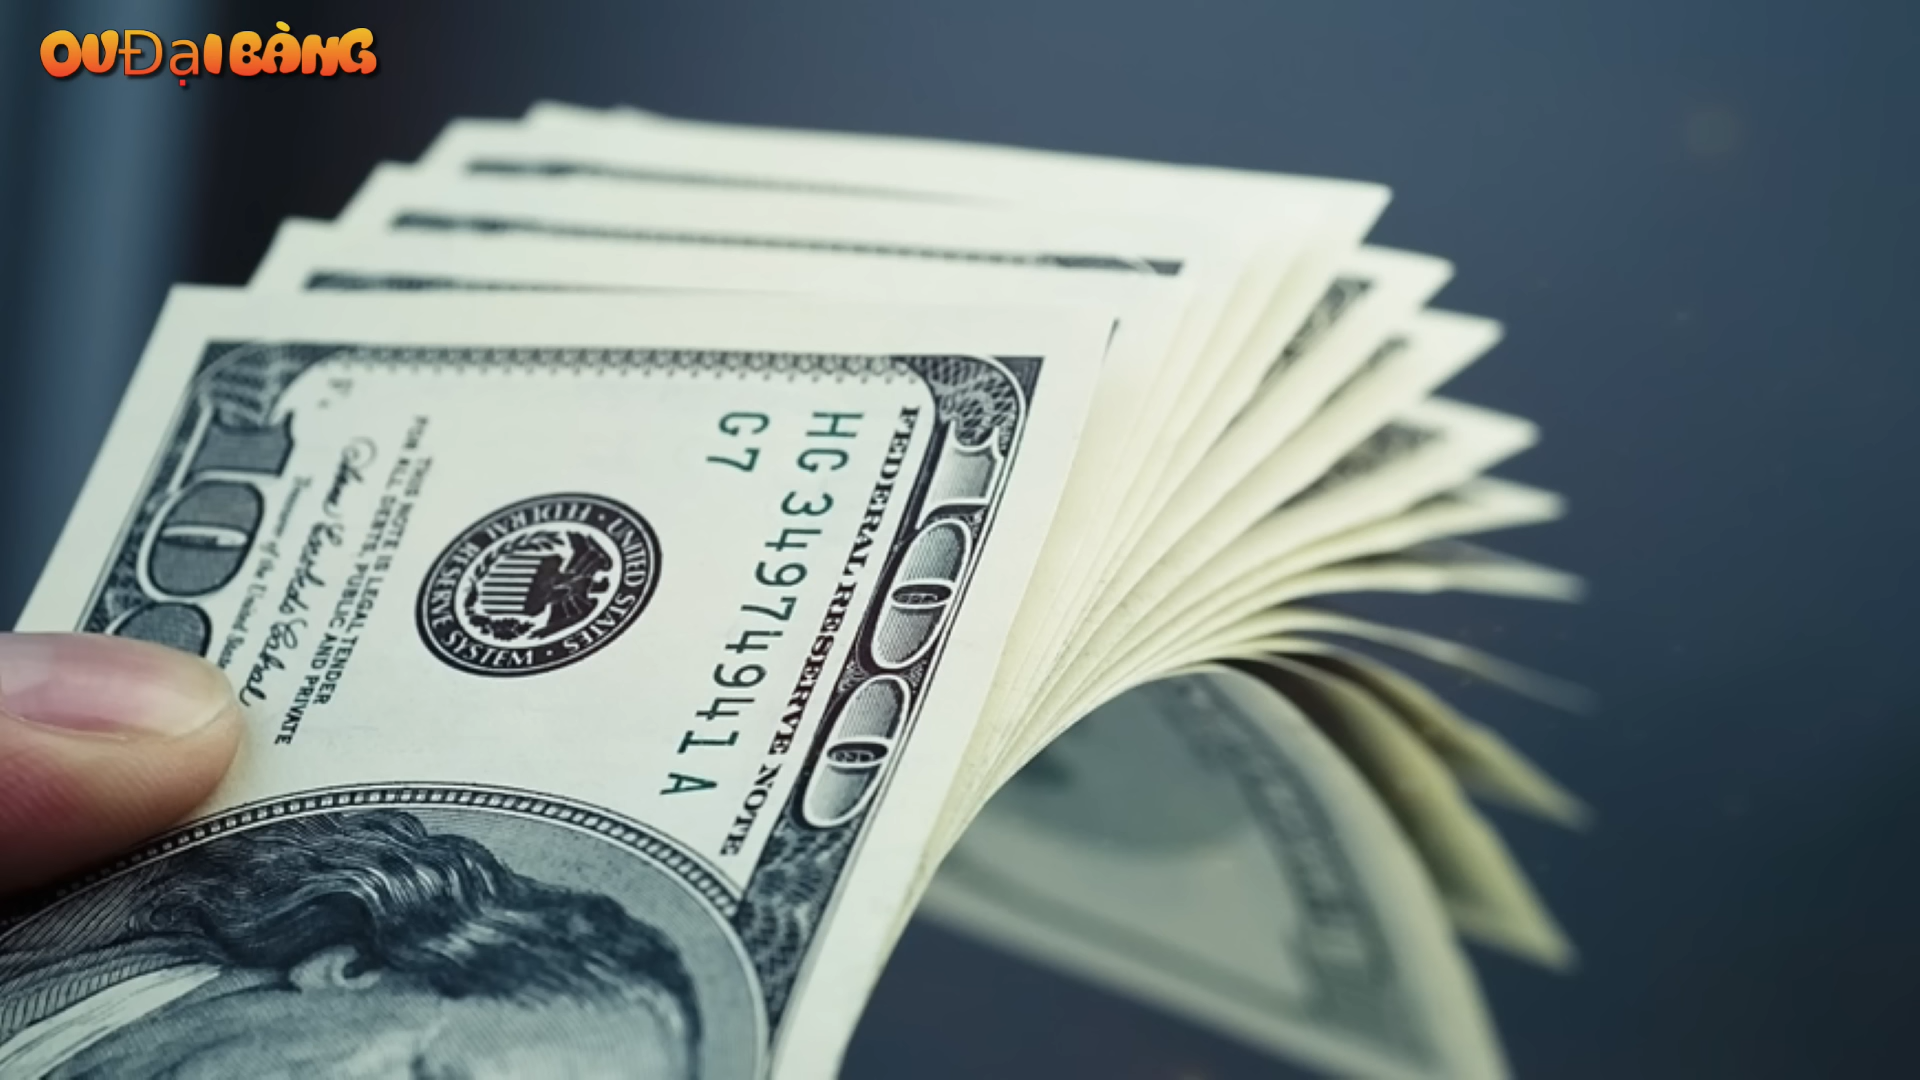 OUĐẠI BÀNG
100
FEDERAL RESERVE NOTE
HG 34974941 A
G7
UNITED STATES
FEDERAL RESERVE SYSTEM
THIS NOTE IS LEGAL TENDER
FOR ALL DEBTS, PUBLIC AND PRIVATE
100